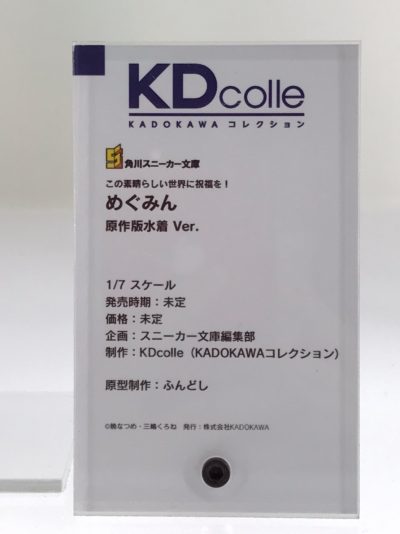 KDcolle
KADOKAWA コレクション
角川スニーカー文庫
この素晴らしい世界に祝福を！
めぐみん
原作版水着 Ver.
1/7 スケール
発売時期：未定
価格：未定
企画：スニーカー文庫編集部
制作：KDcolle（KADOKAWAコレクション）
原型制作：ふんどし
©暁なつめ・三嶋くろね　発行：株式会社KADOKAWA